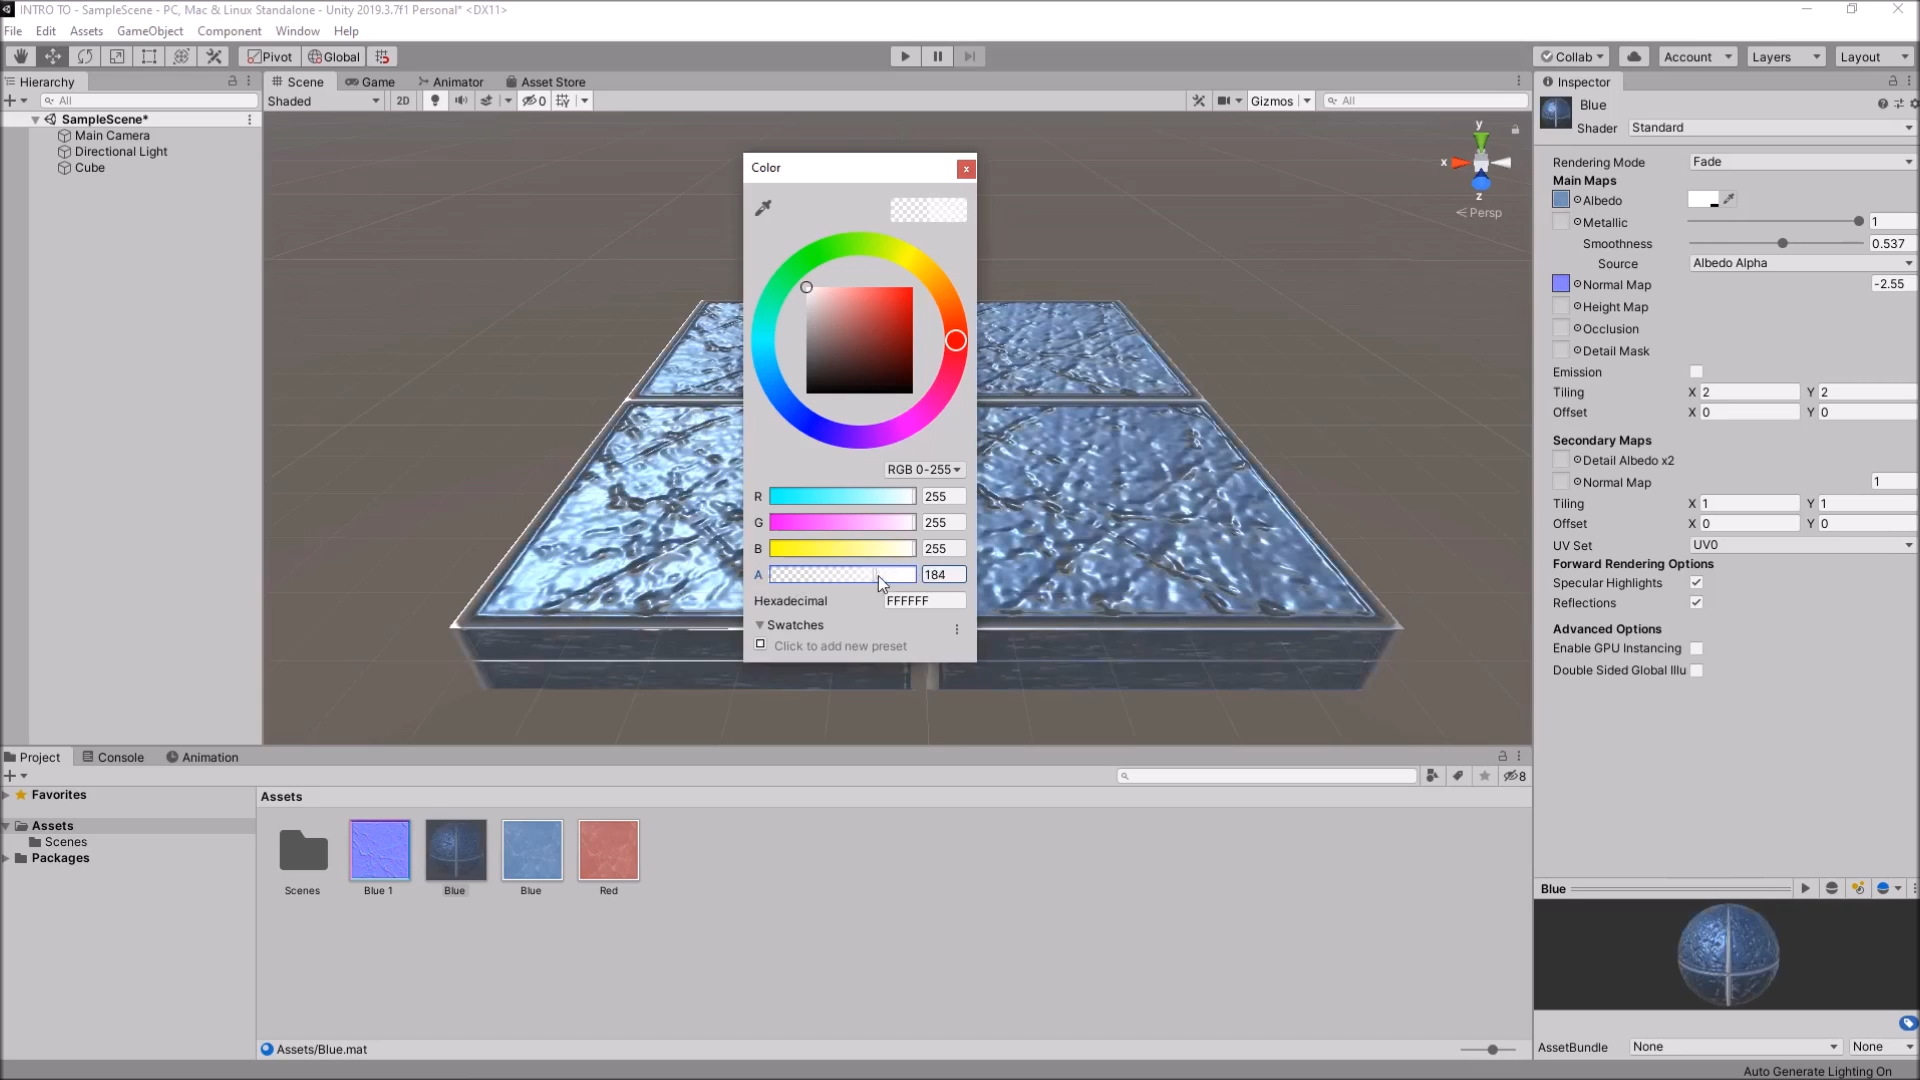 INTRO TO - SampleScene - PC, Mac & Linux Standalone - Unity 2019.3.7f1 Personal* <DX11>
File Edit Assets GameObject Component Window Help
Pivot Global Collab Account Layers Layout
Hierarchy
All
SampleScene*
Main Camera
Directional Light
Cube
Scene Game Animator Asset Store
Shaded 2D 0 Gizmos All
y
x
z
Persp
Color
x
RGB 0-255
R 255
G 255
B 255
A 184
Hexadecimal FFFFFF
Swatches
Click to add new preset
Inspector
Blue
Shader Standard
Rendering Mode Fade
Main Maps
Albedo
Metallic 1
Smoothness 0.537
Source Albedo Alpha
Normal Map -2.55
Height Map
Occlusion
Detail Mask
Emission
Tiling X 2 Y 2
Offset X 0 Y 0
Secondary Maps
Detail Albedo x2
Normal Map 1
Tiling X 1 Y 1
Offset X 0 Y 0
UV Set UV0
Forward Rendering Options
Specular Highlights
Reflections
Advanced Options
Enable GPU Instancing
Double Sided Global Illu
Project Console Animation
8
Favorites
Assets
Scenes
Packages
Assets
Scenes Blue 1 Blue Blue Red
Assets/Blue.mat
Blue
AssetBundle None None
Auto Generate Lighting On